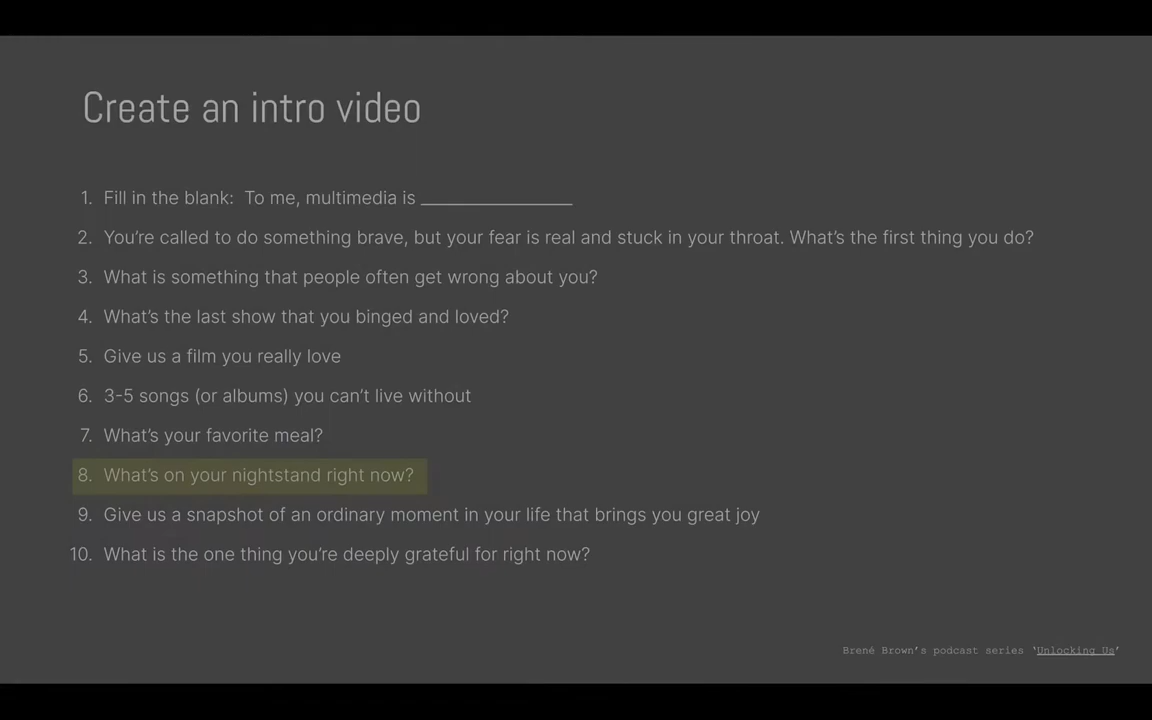 Create an intro video
1. Fill in the blank:  To me, multimedia is _______________
2. You’re called to do something brave, but your fear is real and stuck in your throat. What’s the first thing you do?
3. What is something that people often get wrong about you?
4. What’s the last show that you binged and loved?
5. Give us a film you really love
6. 3-5 songs (or albums) you can’t live without
7. What’s your favorite meal?
8. What’s on your nightstand right now?
9. Give us a snapshot of an ordinary moment in your life that brings you great joy
10. What is the one thing you’re deeply grateful for right now?
Brené Brown’s podcast series ‘Unlocking Us’